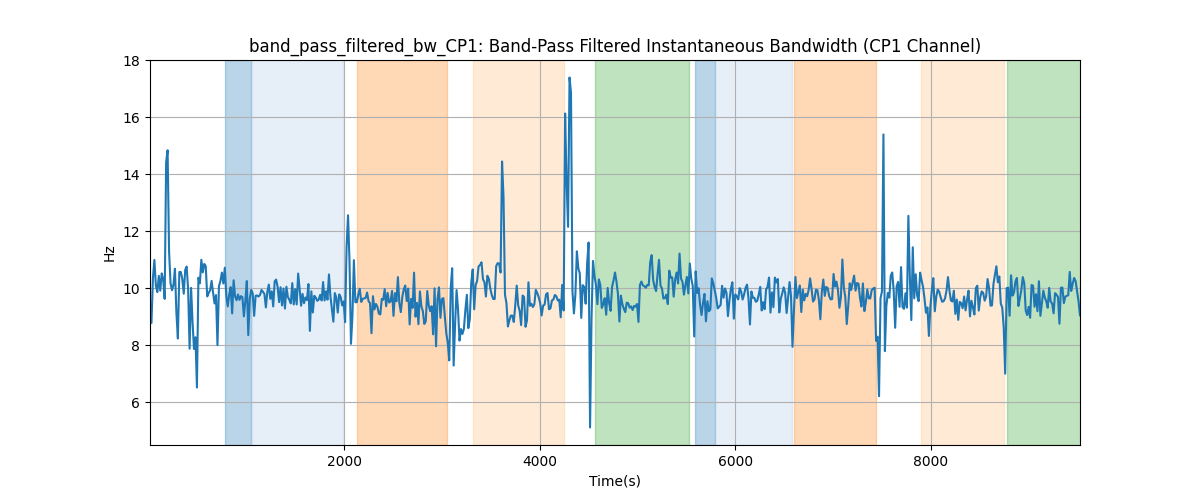 band_pass_filtered_bw_CP1: Band-Pass Filtered Instantaneous Bandwidth (CP1 Channel)
18
16
14
12
10
8
6
Hz
2000 4000 6000 8000
Time(s)